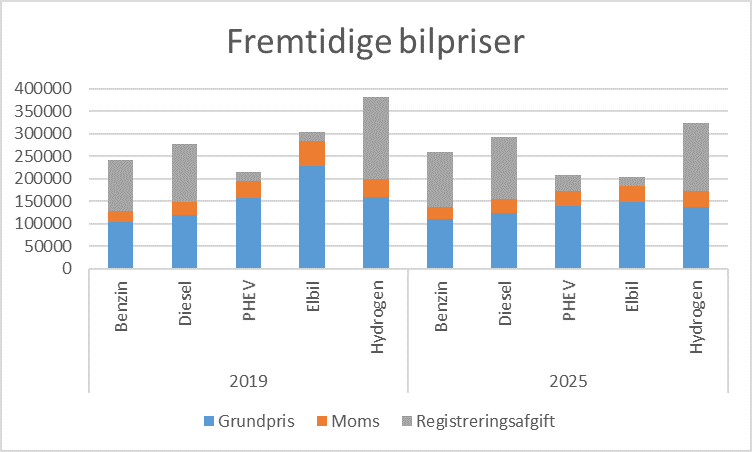 Fremtidige bilpriser
400000
350000
300000
250000
200000
150000
100000
50000
0
Benzin
Diesel
PHEV
Elbil
Hydrogen
Benzin
Diesel
PHEV
Elbil
Hydrogen
2019
2025
Grundpris Moms Registreringsafgift